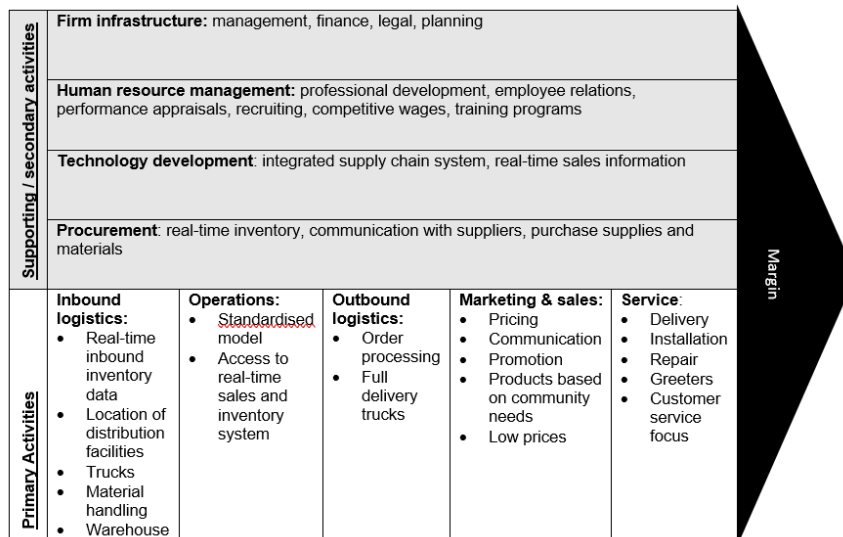 Supporting / secondary activities
Firm infrastructure: management, finance, legal, planning
Human resource management: professional development, employee relations,
performance appraisals, recruiting, competitive wages, training programs
Technology development: integrated supply chain system, real-time sales information
Procurement: real-time inventory, communication with suppliers, purchase supplies and
materials
Margin
Primary Activities
Inbound
logistics:
• Real-time
inbound
inventory
data
• Location of
distribution
facilities
• Trucks
• Material
handling
• Warehouse
Operations:
• Standardised
model
• Access to
real-time
sales and
inventory
system
Outbound
logistics:
• Order
processing
• Full
delivery
trucks
Marketing & sales:
• Pricing
• Communication
• Promotion
• Products based
on community
needs
• Low prices
Service:
• Delivery
• Installation
• Repair
• Greeters
• Customer
service
focus